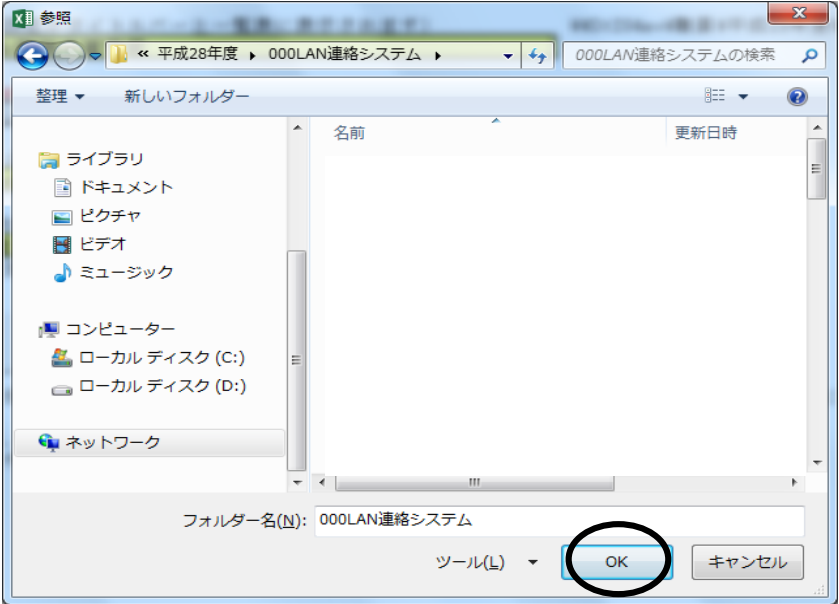 参照
« 平成28年度 000LAN連絡システム
000LAN連絡システムの検索
整理 新しいフォルダー
名前 更新日時
ライブラリ
ドキュメント
ピクチャ
ビデオ
ミュージック
コンピューター
ローカル ディスク (C:)
ローカル ディスク (D:)
ネットワーク
フォルダー名(N): 000LAN連絡システム
ツール(L) OK キャンセル